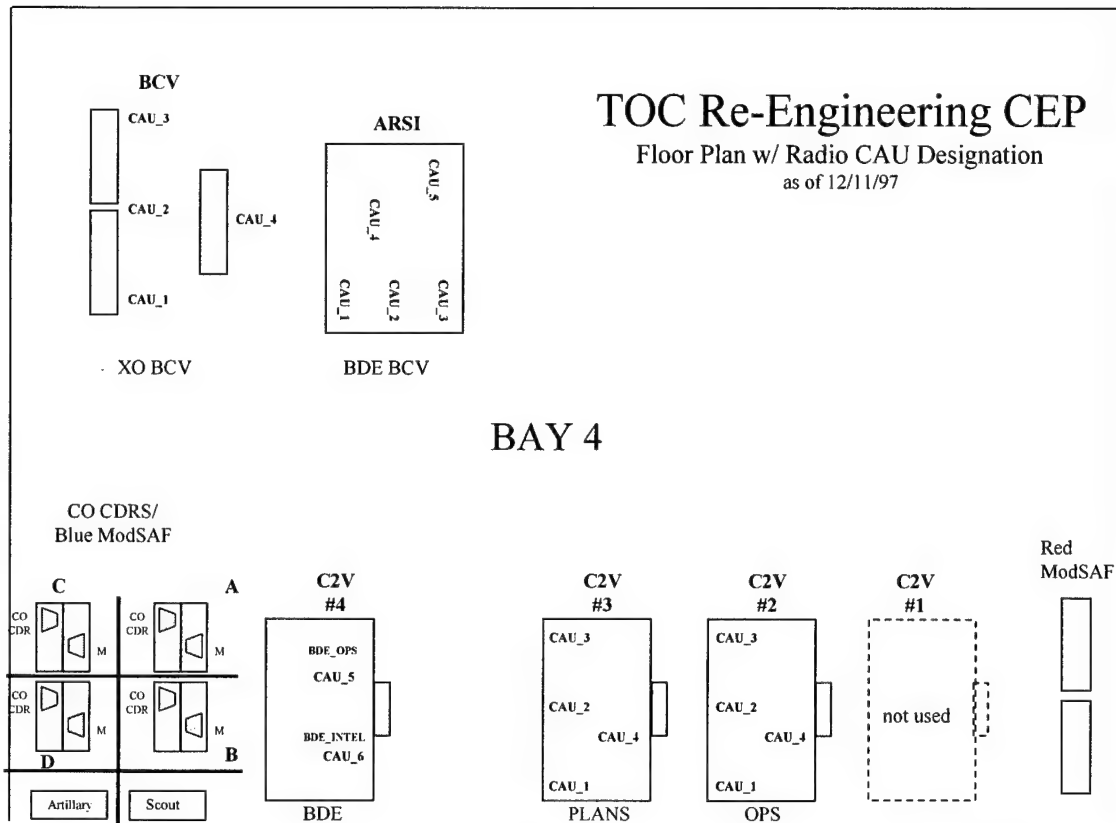 TOC Re-Engineering CEP
Floor Plan w/ Radio CAU Designation
as of 12/11/97
BCV
CAU_3
CAU_2
CAU_1
CAU_4
XO BCV
ARSI
CAU_5
CAU_4
CAU_1
CAU_2
CAU_3
BDE BCV
BAY 4
CO CDRS/
Blue ModSAF
C
CO
CDR
M
A
CO
CDR
M
CO
CDR
M
D
CO
CDR
M
B
Artillary
Scout
C2V
#4
BDE_OPS
CAU_5
BDE_INTEL
CAU_6
BDE
C2V
#3
CAU_3
CAU_2
CAU_4
CAU_1
PLANS
C2V
#2
CAU_3
CAU_2
CAU_4
CAU_1
OPS
C2V
#1
not used
Red
ModSAF